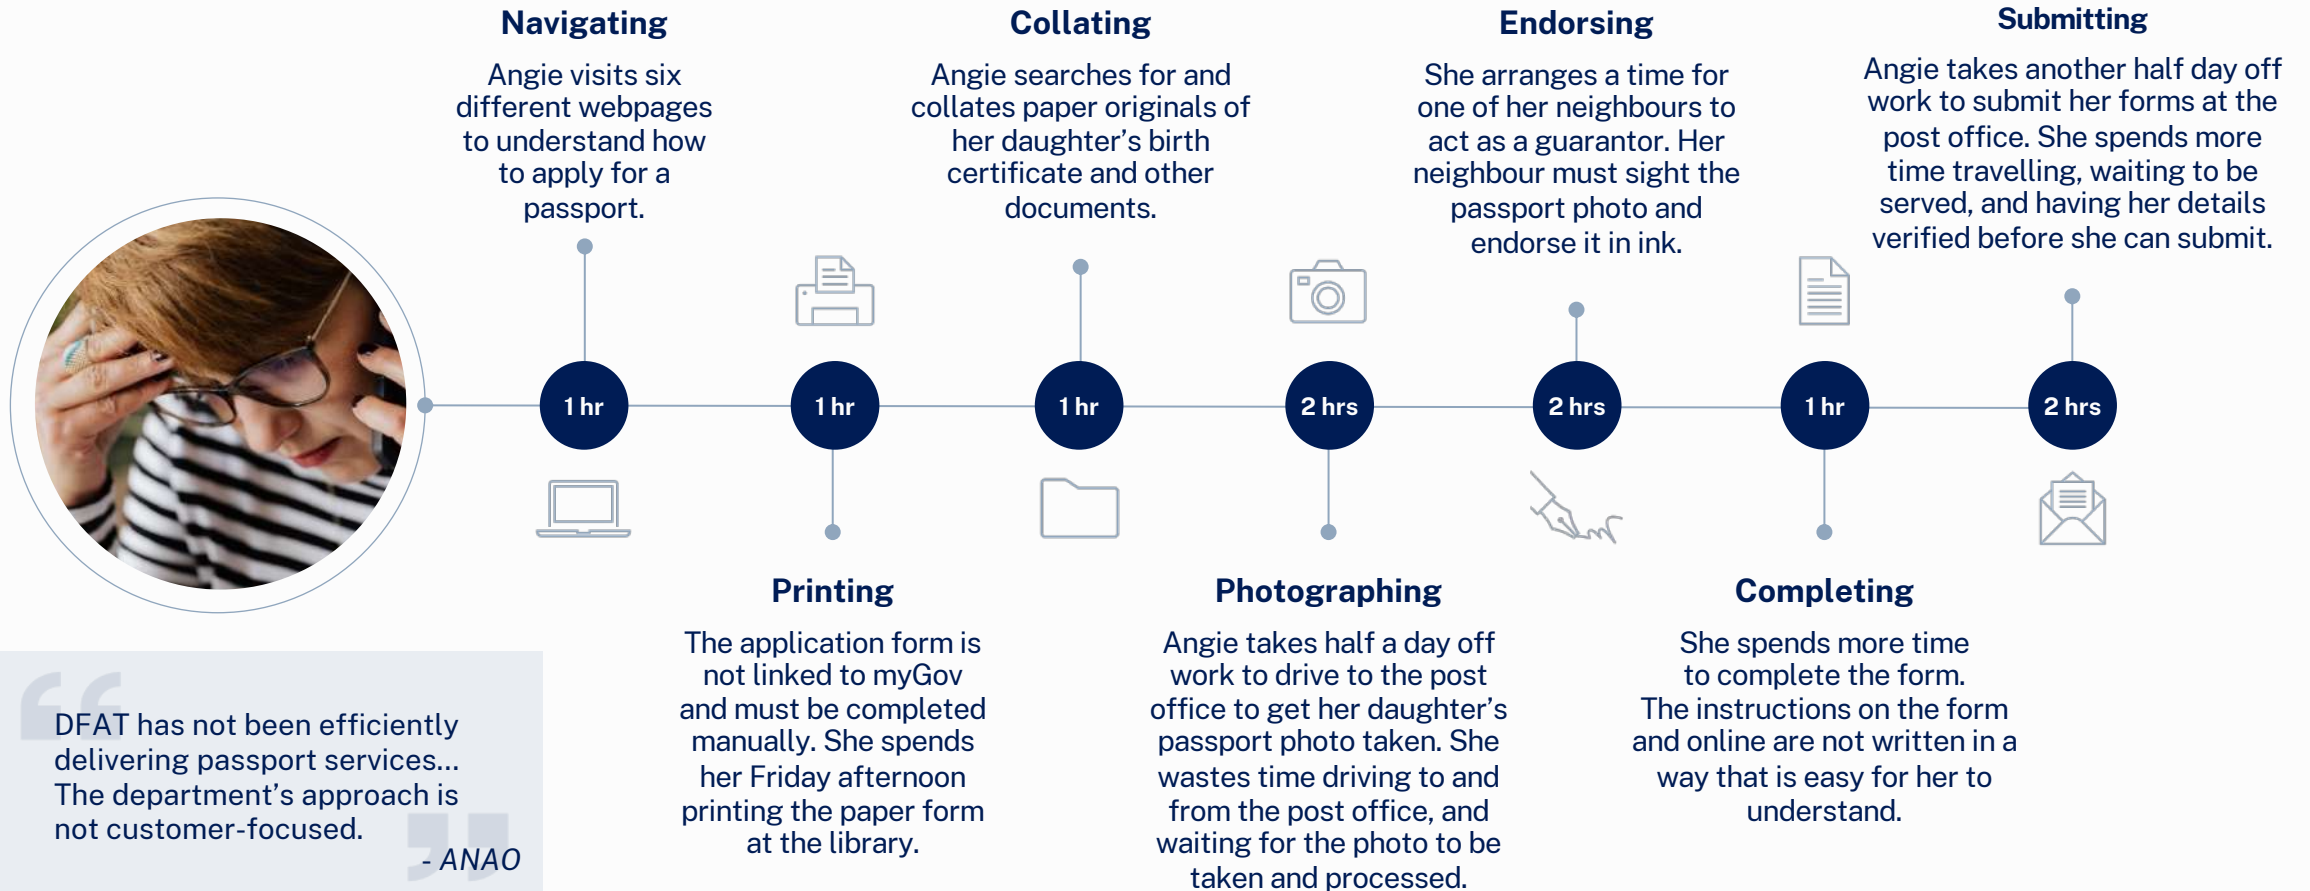 Navigating
Angie visits six
different webpages
to understand how
to apply for a
passport.
1 hr
Printing
The application form is
not linked to myGov
and must be completed
manually. She spends
her Friday afternoon
printing the paper form
at the library.
1 hr
Collating
Angie searches for and
collates paper originals of
her daughter’s birth
certificate and other
documents.
1 hr
Photographing
Angie takes half a day off
work to drive to the post
office to get her daughter’s
passport photo taken. She
wastes time driving to and
from the post office, and
waiting for the photo to be
taken and processed.
2 hrs
Endorsing
She arranges a time for
one of her neighbours to
act as a guarantor. Her
neighbour must sight the
passport photo and
endorse it in ink.
2 hrs
Completing
She spends more time
to complete the form.
The instructions on the form
and online are not written in a
way that is easy for her to
understand.
1 hr
Submitting
Angie takes another half day off
work to submit her forms at the
post office. She spends more
time travelling, waiting to be
served, and having her details
verified before she can submit.
2 hrs
“
DFAT has not been efficiently
delivering passport services...
The department’s approach is
not customer-focused.
”
- ANAO